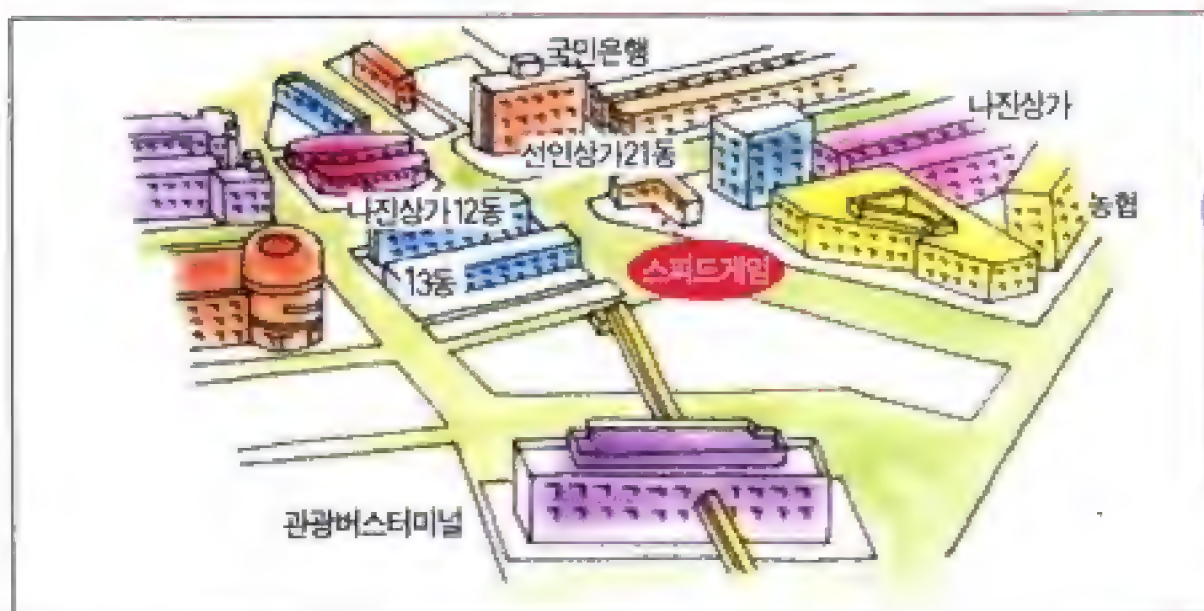 국민은행
나진상가
선인상가21동
농협
나진상가12동
스피드게임
13동
관광버스터미널